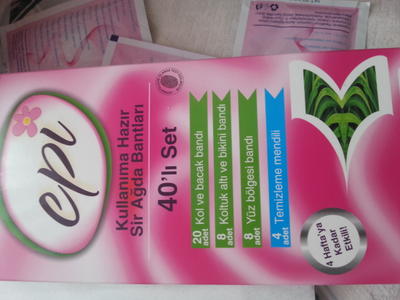 epi
Kullanıma Hazır
Sir Ağda Bantları
40'lı Set
20 adet Kol ve bacak bandı
8 adet Koltuk altı ve bikini bandı
8 adet Yüz bölgesi bandı
4 adet Temizleme mendili
4 Hafta'ya
Kadar
Etkili!